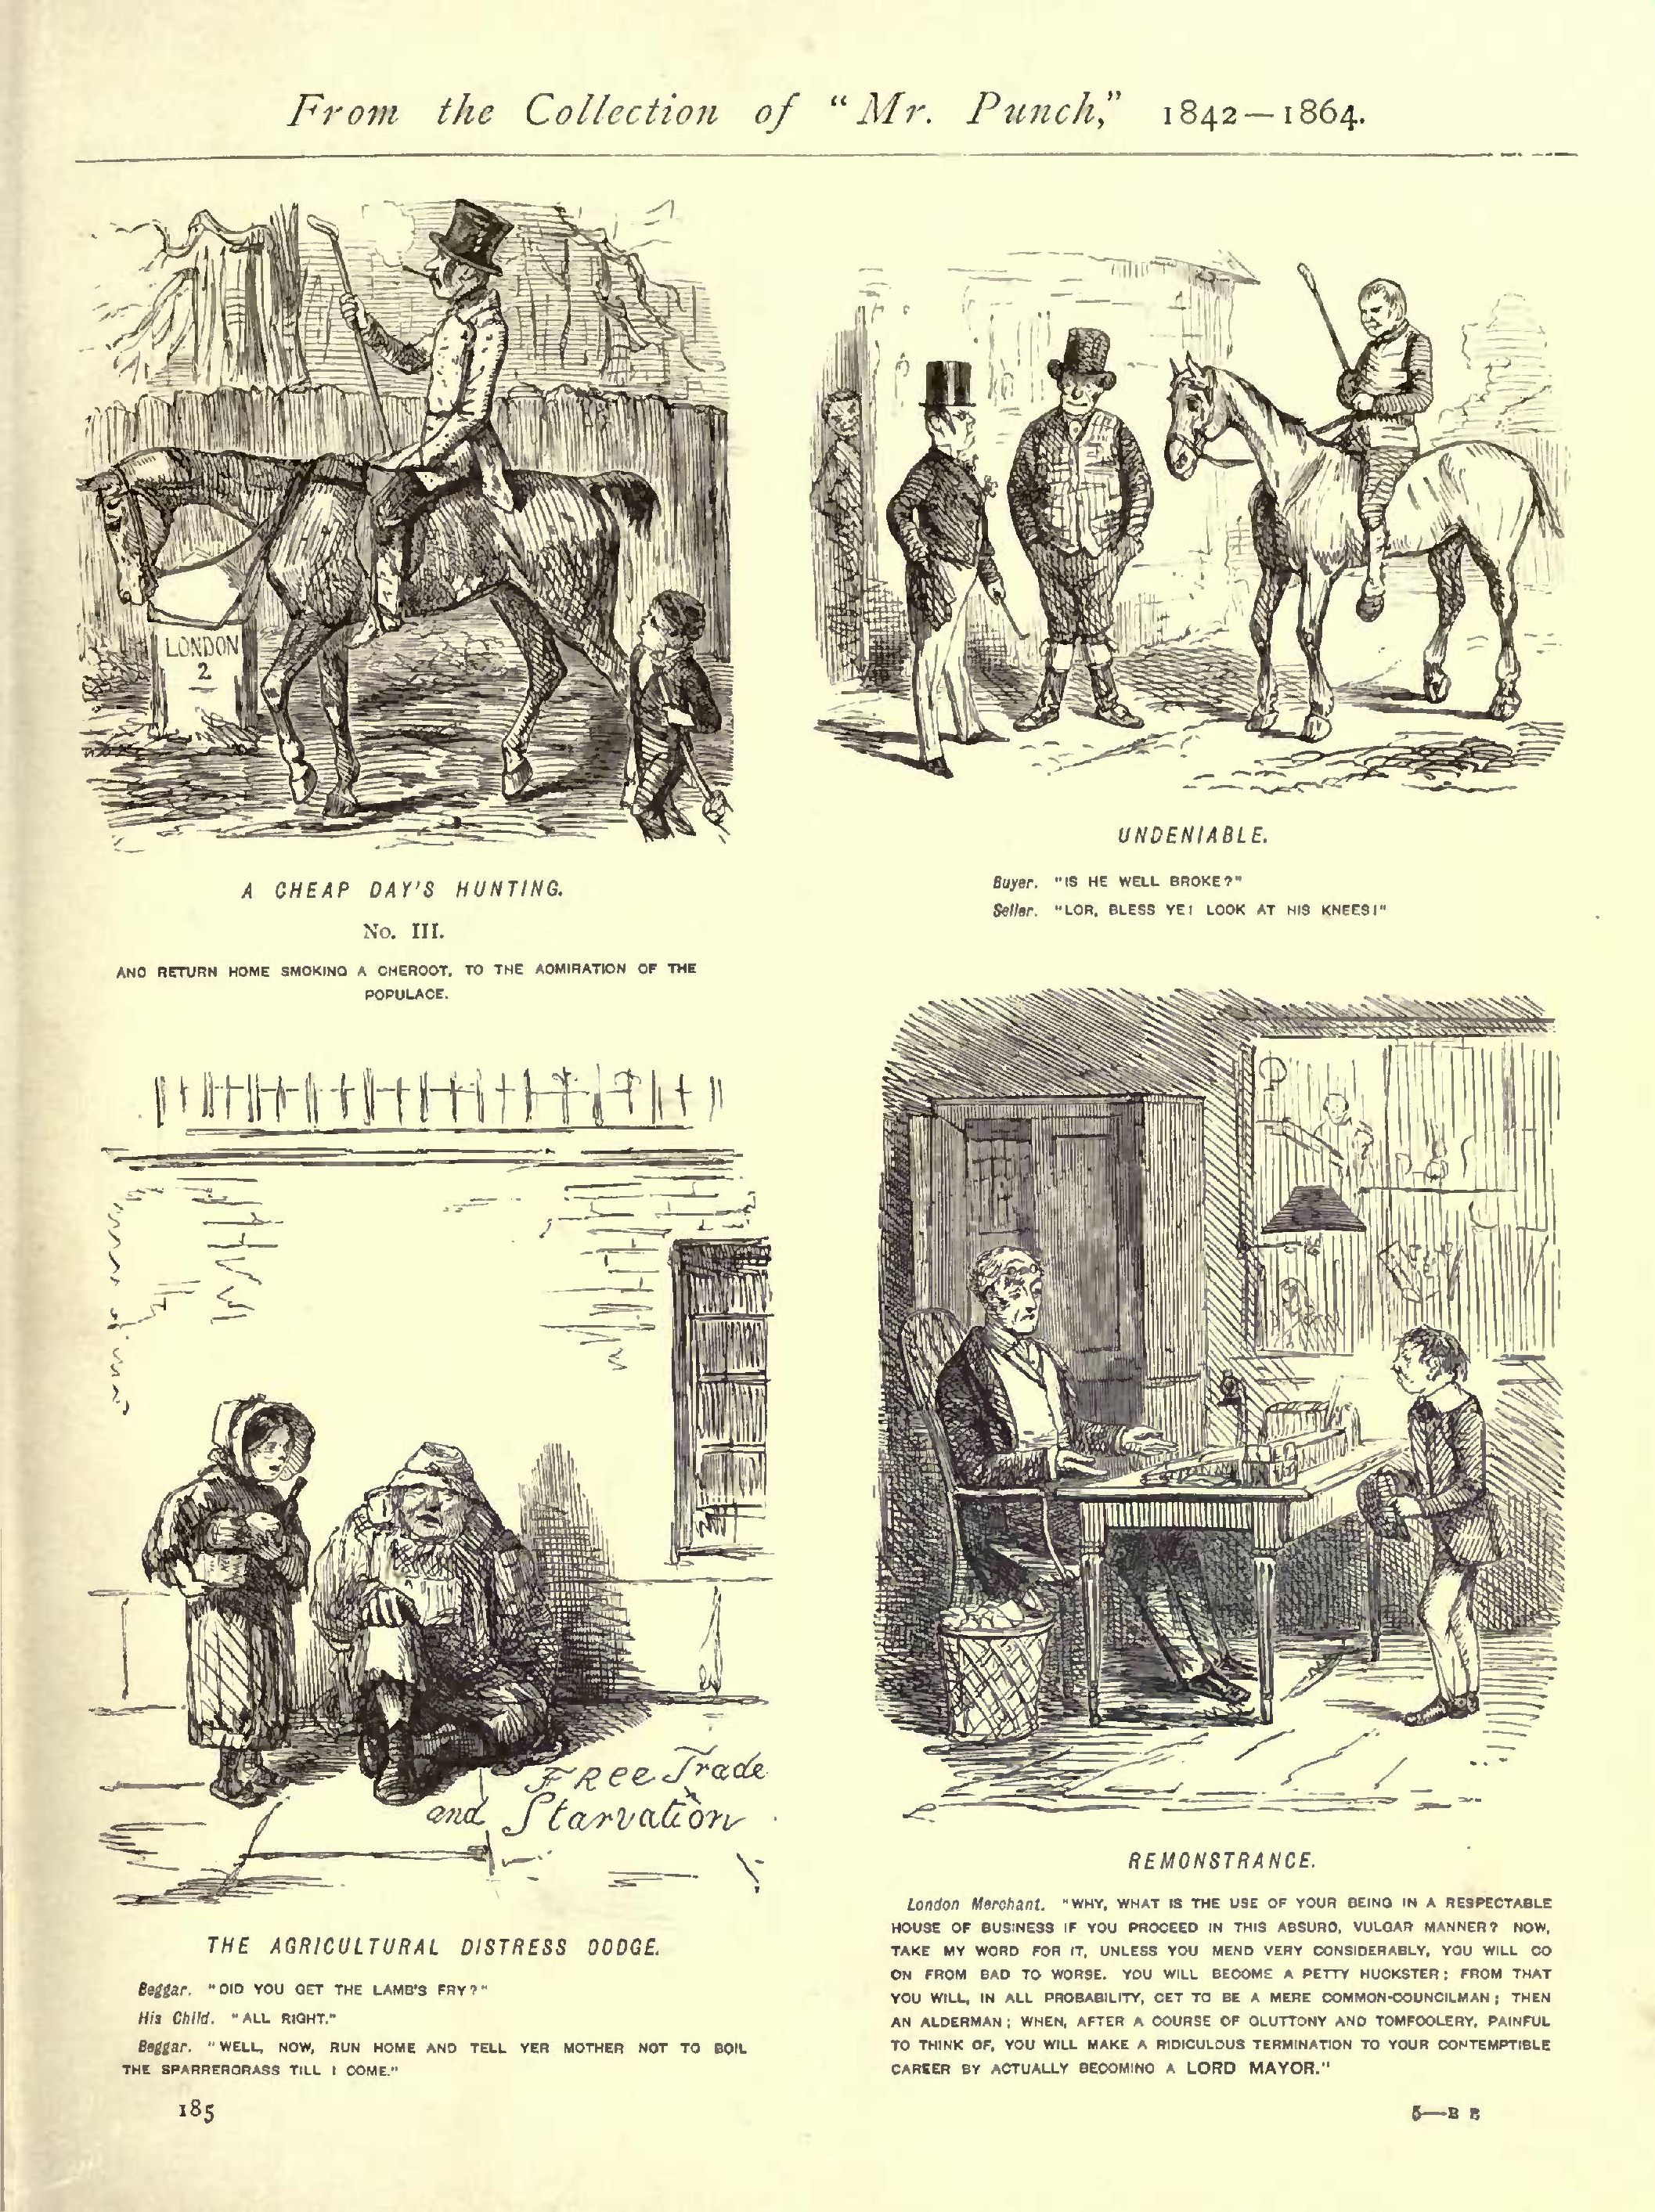 From the Collection of "Mr. Punch," 1842—1864.
LONDON
2
A CHEAP DAY'S HUNTING.
No. III.
AND RETURN HOME SMOKING A CHEROOT, TO THE ADMIRATION OF THE
POPULACE.
UNDENIABLE.
Buyer. "IS HE WELL BROKE?"
Seller. "LOR, BLESS YE! LOOK AT HIS KNEES!"
FREE Trade
and Starvation
THE AGRICULTURAL DISTRESS DODGE.
Beggar. "DID YOU GET THE LAMB'S FRY?"
His Child. "ALL RIGHT."
Beggar. "WELL, NOW, RUN HOME AND TELL YER MOTHER NOT TO BOIL
THE SPARRERGRASS TILL I COME."
REMONSTRANCE.
London Merchant. "WHY, WHAT IS THE USE OF YOUR BEING IN A RESPECTABLE
HOUSE OF BUSINESS IF YOU PROCEED IN THIS ABSURD, VULGAR MANNER? NOW,
TAKE MY WORD FOR IT, UNLESS YOU MEND VERY CONSIDERABLY, YOU WILL GO
ON FROM BAD TO WORSE. YOU WILL BECOME A PETTY HUCKSTER; FROM THAT
YOU WILL, IN ALL PROBABILITY, GET TO BE A MERE COMMON-COUNCILMAN; THEN
AN ALDERMAN; WHEN, AFTER A COURSE OF GLUTTONY AND TOMFOOLERY, PAINFUL
TO THINK OF, YOU WILL MAKE A RIDICULOUS TERMINATION TO YOUR CONTEMPTIBLE
CAREER BY ACTUALLY BECOMING A LORD MAYOR."
185
5—B B